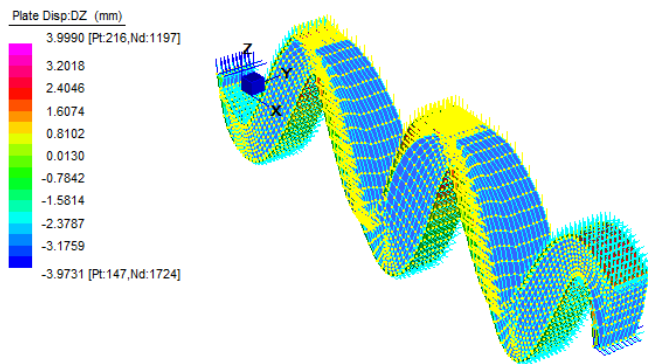 Plate Disp:DZ (mm)
3.9990 [Pt:216,Nd:1197]
3.2018
2.4046
1.6074
0.8102
0.0130
-0.7842
-1.5814
-2.3787
-3.1759
-3.9731 [Pt:147,Nd:1724]
Z
Y
X